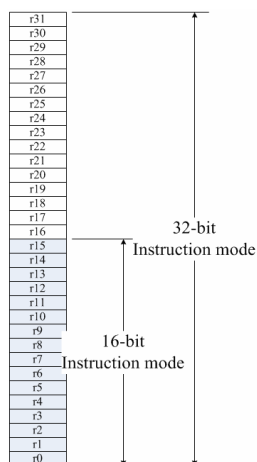 r31
r30
r29
r28
r27
r26
r25
r24
r23
r22
r21
r20
r19
r18
r17
r16
r15
r14
r13
r12
r11
r10
r9
r8
r7
r6
r5
r4
r3
r2
r1
r0
32-bit
Instruction mode
16-bit
Instruction mode